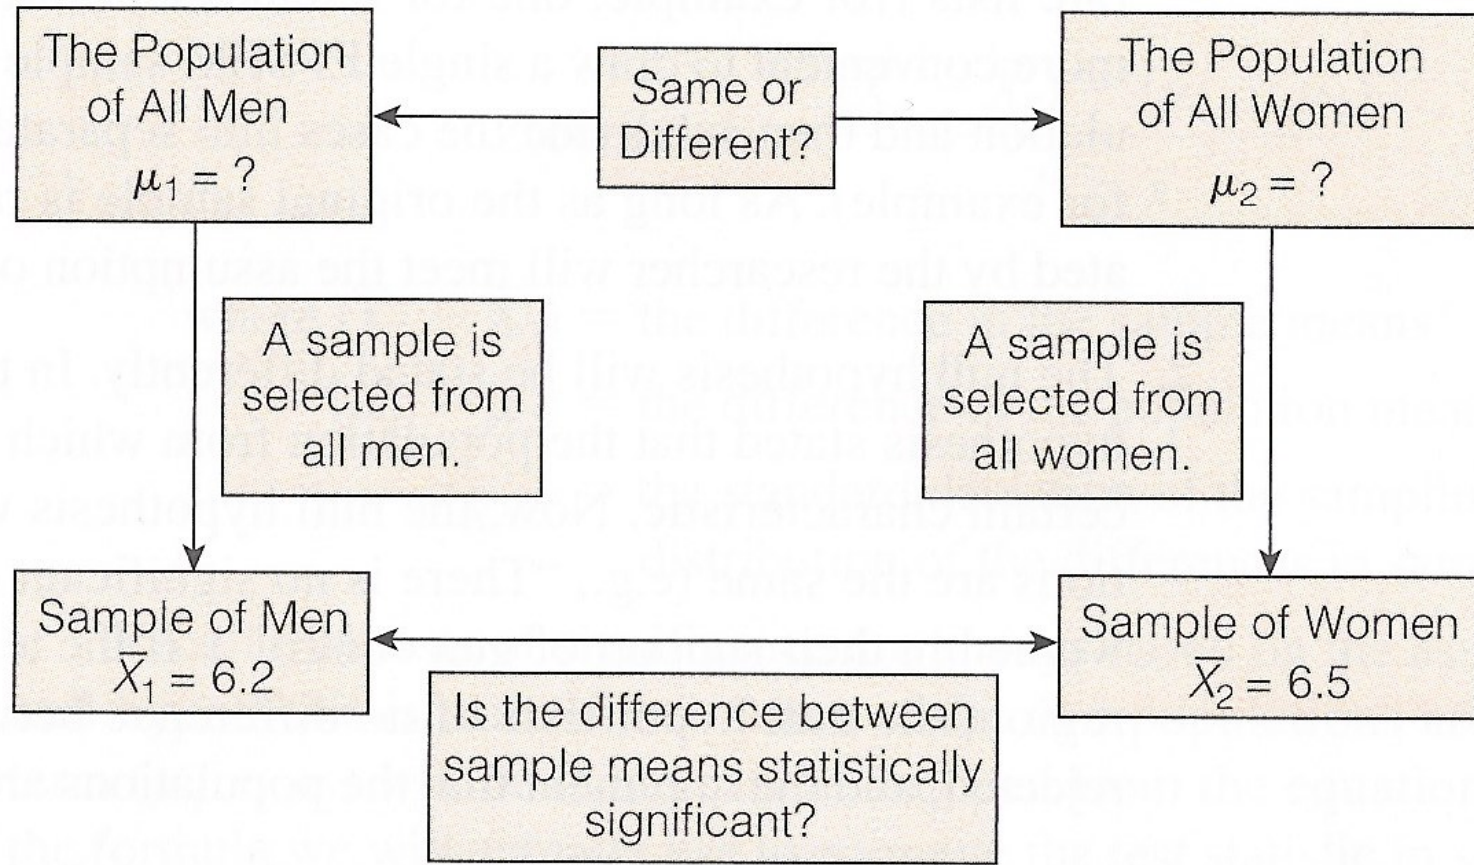 The Population
of All Men
μ₁ = ?
Same or
Different?
The Population
of All Women
μ₂ = ?
A sample is
selected from
all men.
A sample is
selected from
all women.
Sample of Men
X̄₁ = 6.2
Sample of Women
X̄₂ = 6.5
Is the difference between
sample means statistically
significant?